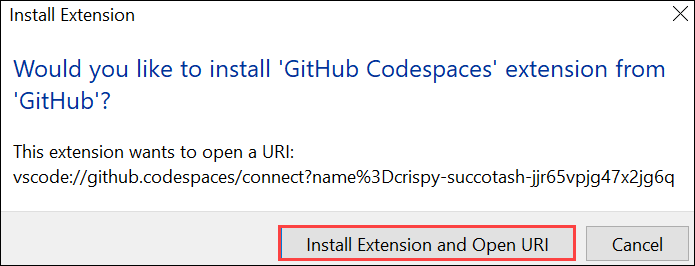 Install Extension
Would you like to install 'GitHub Codespaces' extension from
'GitHub'?
This extension wants to open a URI:
vscode://github.codespaces/connect?name%3Dcrispy-succotash-jjr65vpjg47x2jg6q
Install Extension and Open URI
Cancel